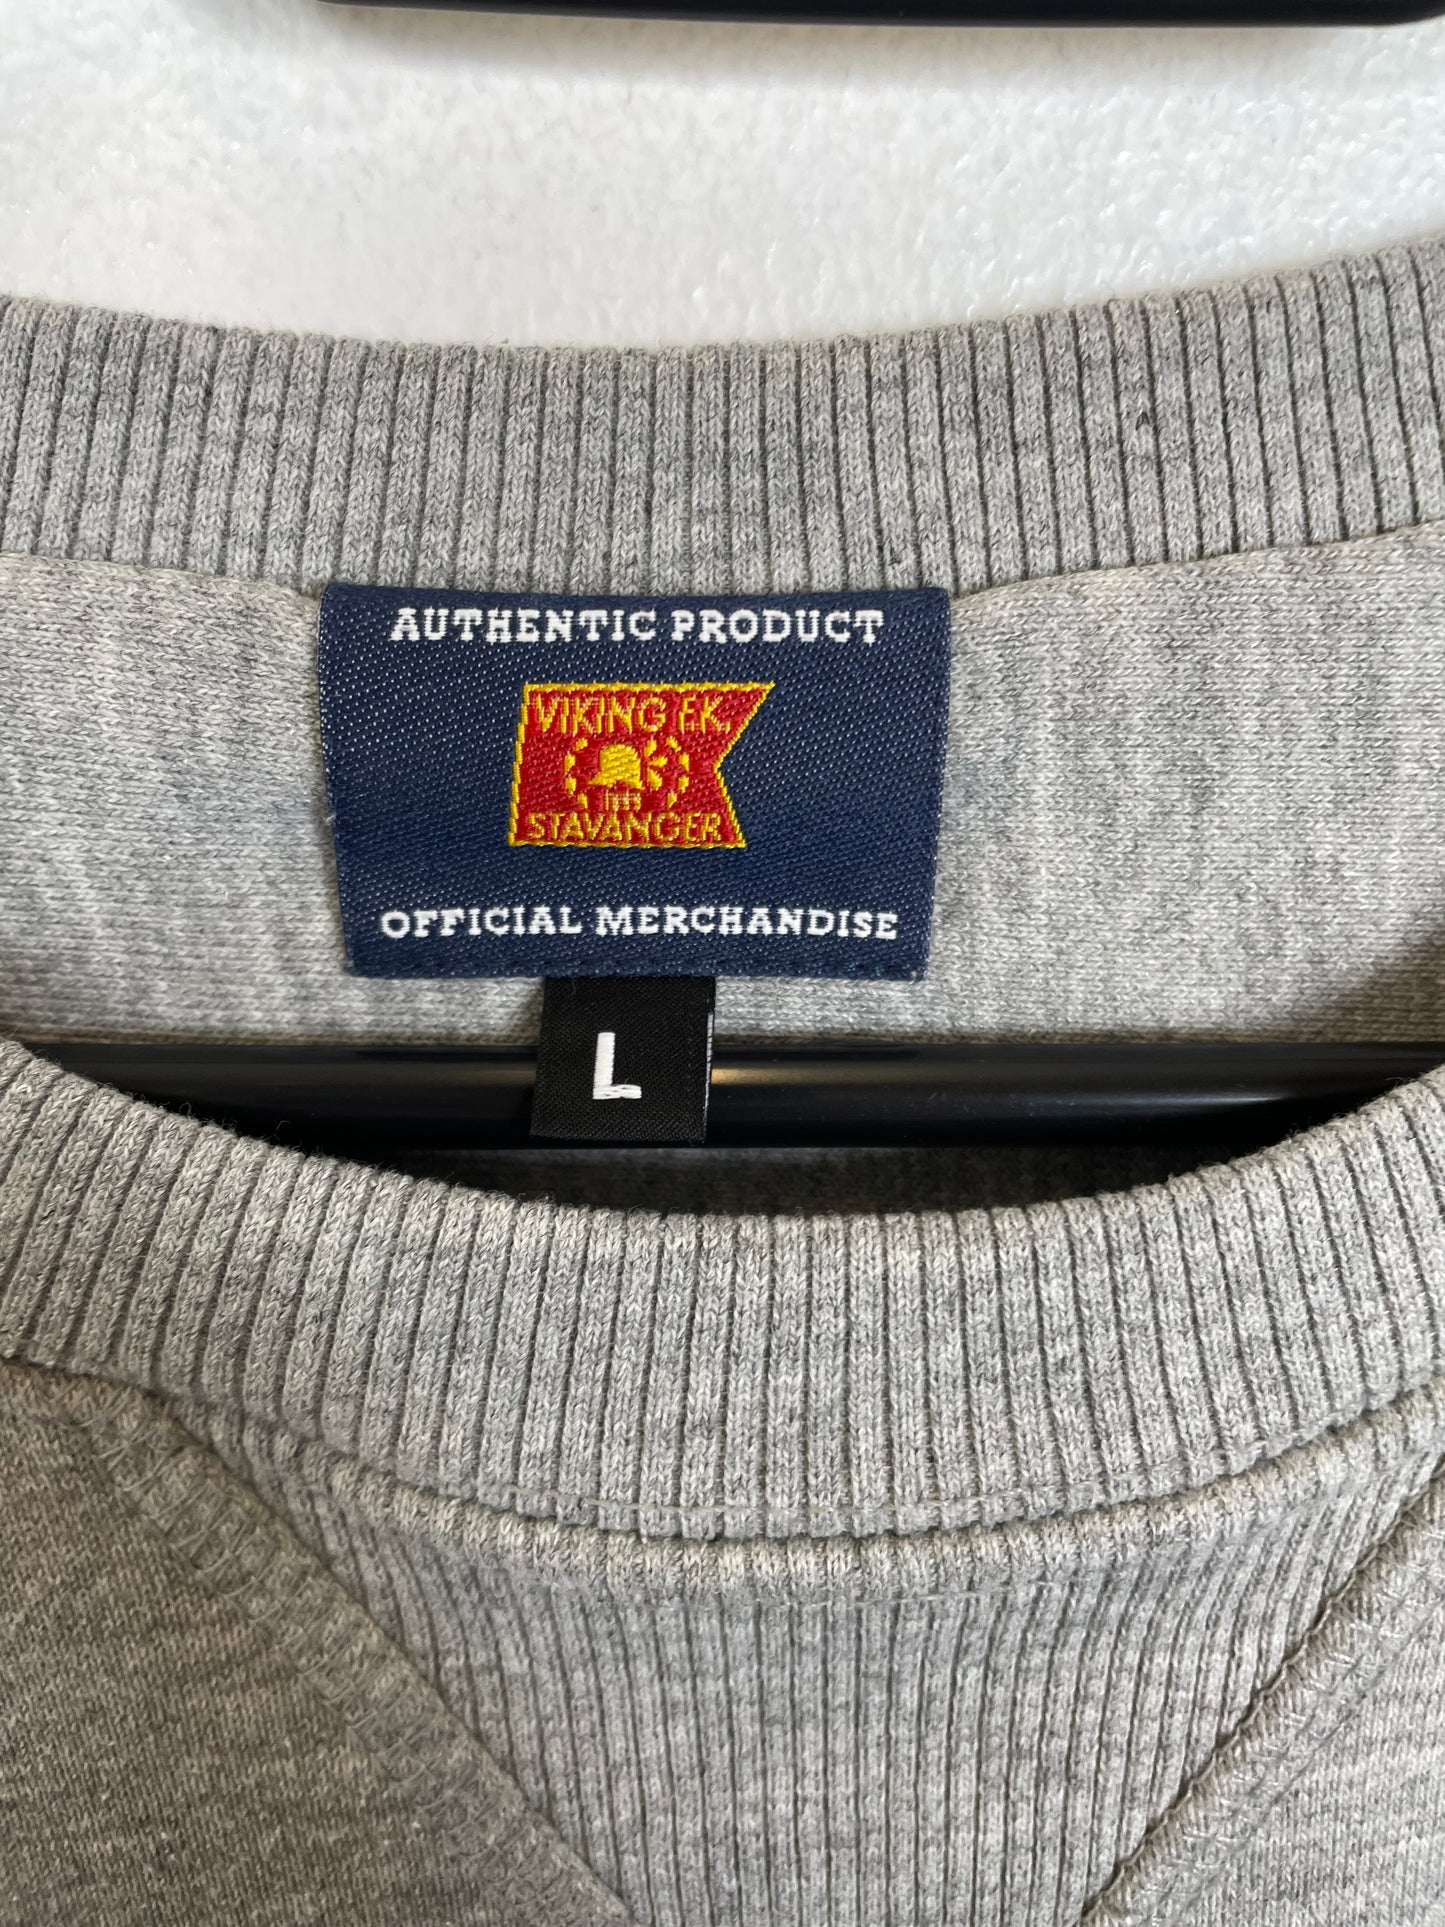 AUTHENTIC PRODUCT
VIKING F.K.
STAVANGER
OFFICIAL MERCHANDISE
L